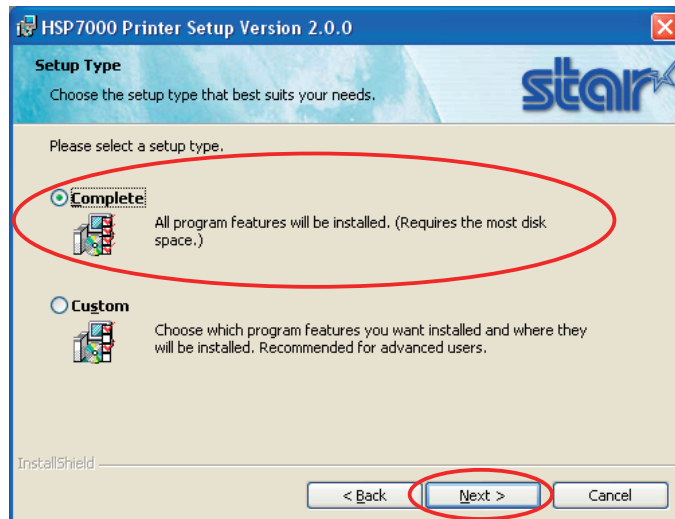 HSP7000 Printer Setup Version 2.0.0
Setup Type
Choose the setup type that best suits your needs.
star
Please select a setup type.
Complete
All program features will be installed. (Requires the most disk
space.)
Custom
Choose which program features you want installed and where they
will be installed. Recommended for advanced users.
InstallShield
< Back
Next >
Cancel